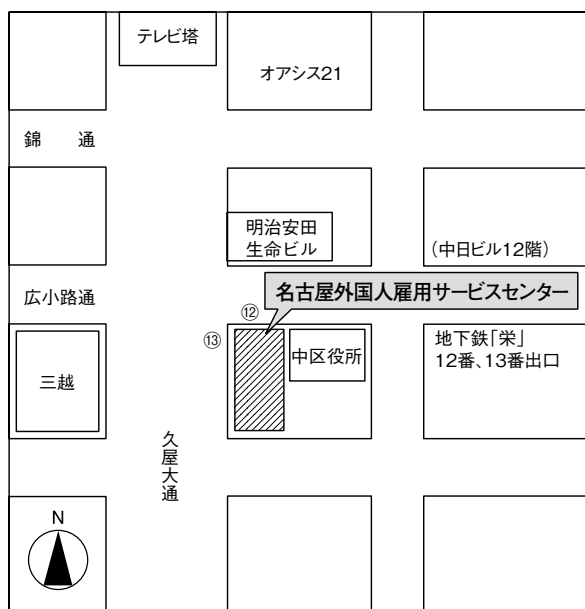 テレビ塔
オアシス21
錦　通
明治安田
生命ビル
(中日ビル12階)
広小路通
名古屋外国人雇用サービスセンター
⑫
⑬
中区役所
地下鉄「栄」
12番、13番出口
三越
久屋大通
N